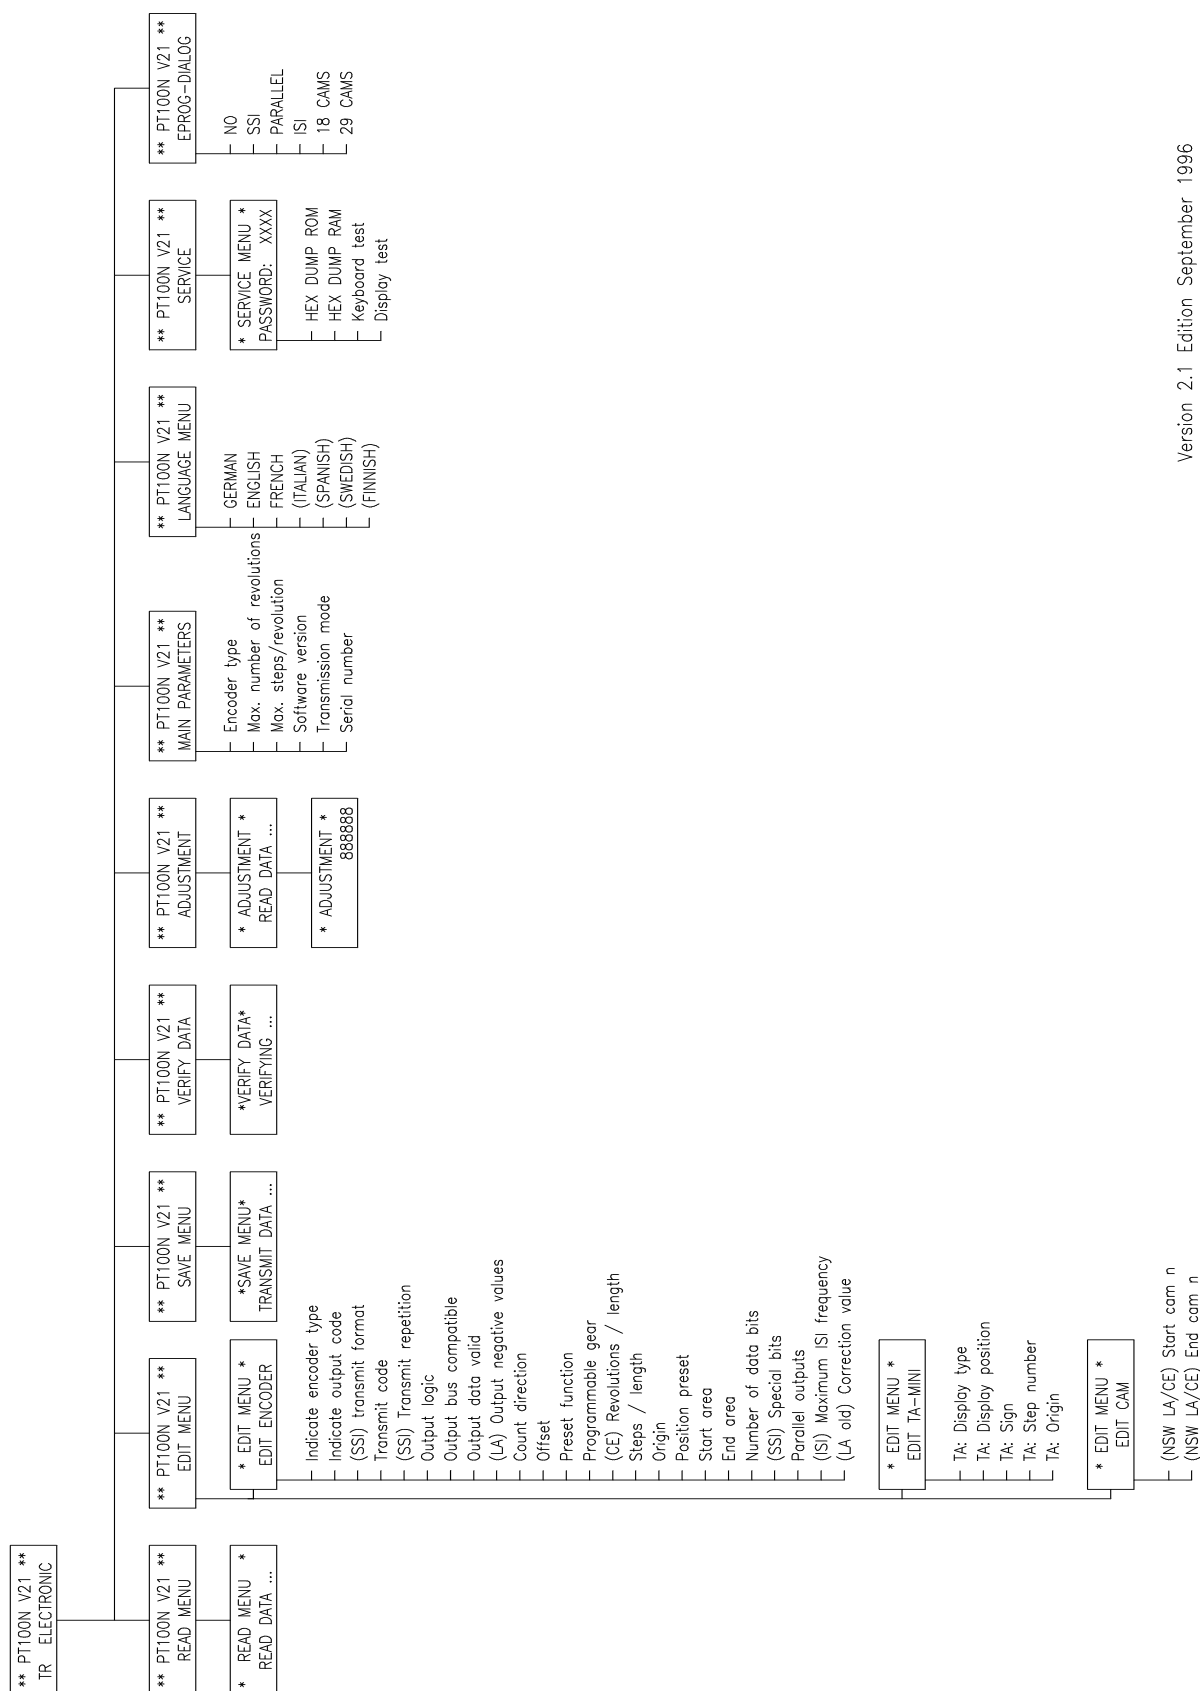 ** PT100N V21 **
TR ELECTRONIC
** PT100N V21 **
READ MENU
* READ MENU *
READ DATA ...
** PT100N V21 **
EDIT MENU
* EDIT MENU *
EDIT ENCODER
Indicate encoder type
Indicate output code
(SSI) transmit format
Transmit code
(SSI) Transmit repetition
Output logic
Output bus compatible
Output data valid
(LA) Output negative values
Count direction
Offset
Preset function
Programmable gear
(CE) Revolutions / length
Steps / length
Origin
Position preset
Start area
End area
Number of data bits
(SSI) Special bits
Parallel outputs
(ISI) Maximum ISI frequency
(LA old) Correction value
* EDIT MENU *
EDIT TA-MINI
TA: Display type
TA: Display position
TA: Sign
TA: Step number
TA: Origin
* EDIT MENU *
EDIT CAM
(NSW LA/CE) Start cam n
(NSW LA/CE) End cam n
** PT100N V21 **
SAVE MENU
*SAVE MENU*
TRANSMIT DATA ...
** PT100N V21 **
VERIFY DATA
*VERIFY DATA*
VERIFYING ...
** PT100N V21 **
ADJUSTMENT
* ADJUSTMENT *
READ DATA ...
* ADJUSTMENT *
888888
** PT100N V21 **
MAIN PARAMETERS
Encoder type
Max. number of revolutions
Max. steps/revolution
Software version
Transmission mode
Serial number
** PT100N V21 **
LANGUAGE MENU
GERMAN
ENGLISH
FRENCH
(ITALIAN)
(SPANISH)
(SWEDISH)
(FINNISH)
** PT100N V21 **
SERVICE
* SERVICE MENU *
PASSWORD: XXXX
HEX DUMP ROM
HEX DUMP RAM
Keyboard test
Display test
** PT100N V21 **
EPROG-DIALOG
NO
SSI
PARALLEL
ISI
18 CAMS
29 CAMS
Version 2.1 Edition September 1996